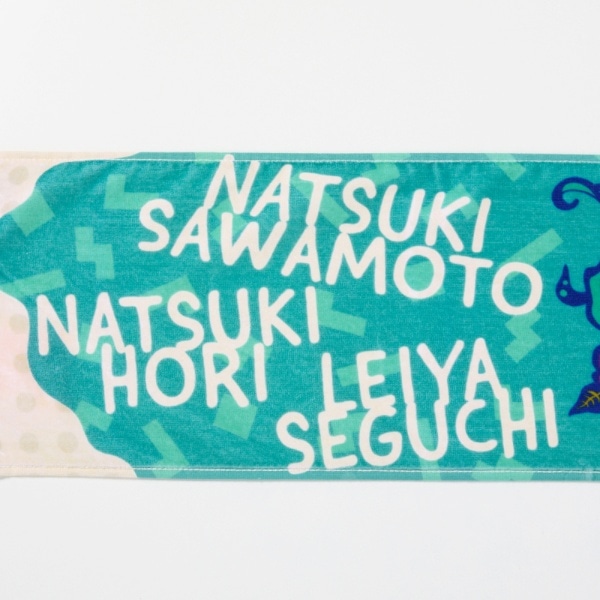 NATSUKI
SAWAMOTO
NATSUKI
HORI
LEIYA
SEGUCHI